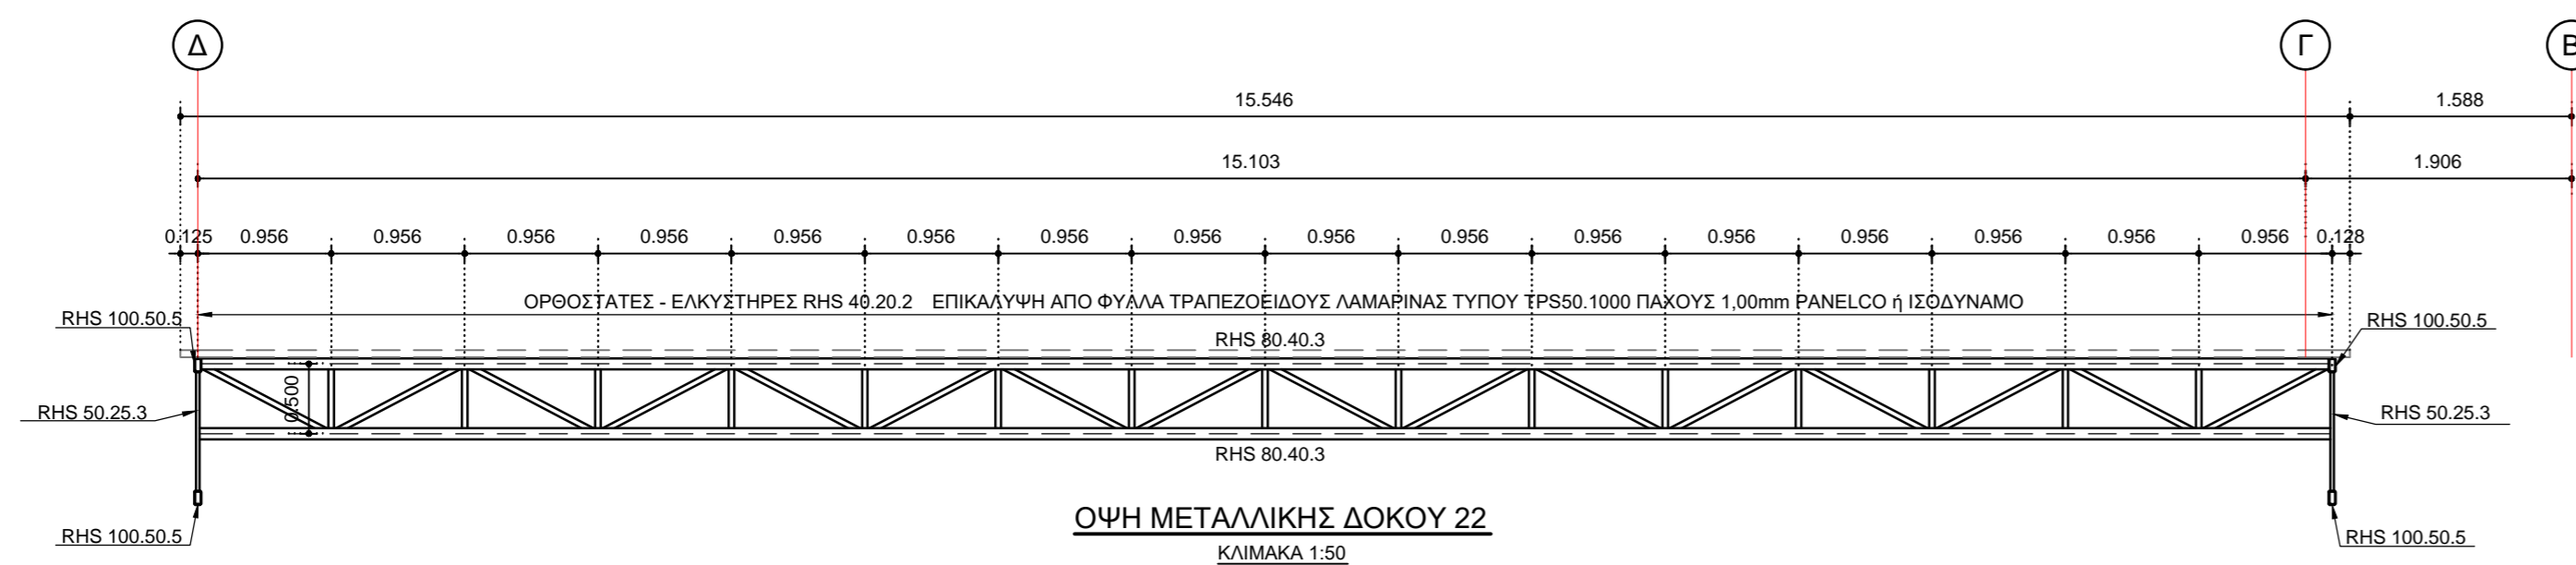 Δ Γ Β
15.546 1.588
15.103 1.906
0.125 0.956 0.956 0.956 0.956 0.956 0.956 0.956 0.956 0.956 0.956 0.956 0.956 0.956 0.956 0.956 0.956 0.128
ΟΡΘΟΣΤΑΤΕΣ - ΕΛΚΥΣΤΗΡΕΣ RHS 40.20.2 ΕΠΙΚΑΛΥΨΗ ΑΠΟ ΦΥΛΛΑ ΤΡΑΠΕΖΟΕΙΔΟΥΣ ΛΑΜΑΡΙΝΑΣ ΤΥΠΟΥ TPS50.1000 ΠΑΧΟΥΣ 1,00mm PANELCO ή ΙΣΟΔΥΝΑΜΟ
RHS 100.50.5 RHS 100.50.5
RHS 80.40.3
0.500
RHS 50.25.3 RHS 50.25.3
RHS 80.40.3
RHS 100.50.5 RHS 100.50.5
ΟΨΗ ΜΕΤΑΛΛΙΚΗΣ ΔΟΚΟΥ 22
ΚΛΙΜΑΚΑ 1:50